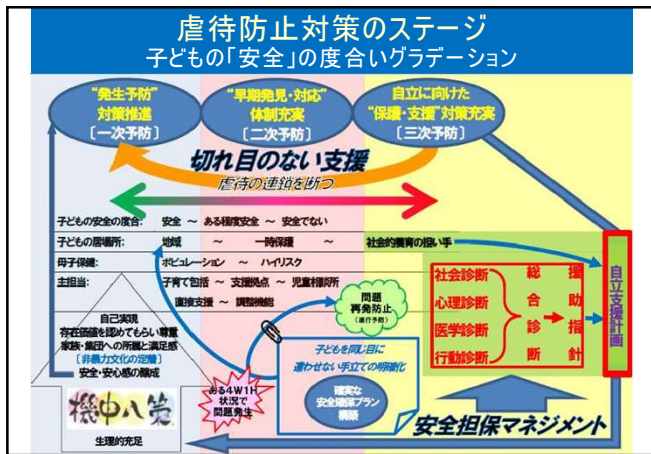 虐待防止対策のステージ
子どもの「安全」の度合いグラデーション
“発生予防”
対策推進
〔一次予防〕
“早期発見・対応”
体制充実
〔二次予防〕
自立に向けた
“保護・支援”対策充実
〔三次予防〕
切れ目のない支援
虐待の連鎖を断つ
子どもの安全の度合: 安全 ～ ある程度安全 ～ 安全でない
子どもの居場所: 地域 ～ 一時保護 ～ 社会的養育の担い手
母子保健: ポピュレーション ～ ハイリスク
主担当: 子育て包括 ～ 支援拠点 ～ 児童相談所
直接支援 ～ 調整機能
自己実現
存在価値を認めてもらい尊重
家族・集団への所属と満足感
〔非暴力文化の定着〕
安全・安心感の醸成
機中八策
生理的充足
問題
再発防止
(進行予防)
ある4W1H
状況で
問題発生
子どもを同じ目に
遭わせない手立ての明確化
確実な
安全確保プラン
構築
社会診断
心理診断
医学診断
行動診断
総合診断
援助指針
自立支援計画
安全担保マネジメント